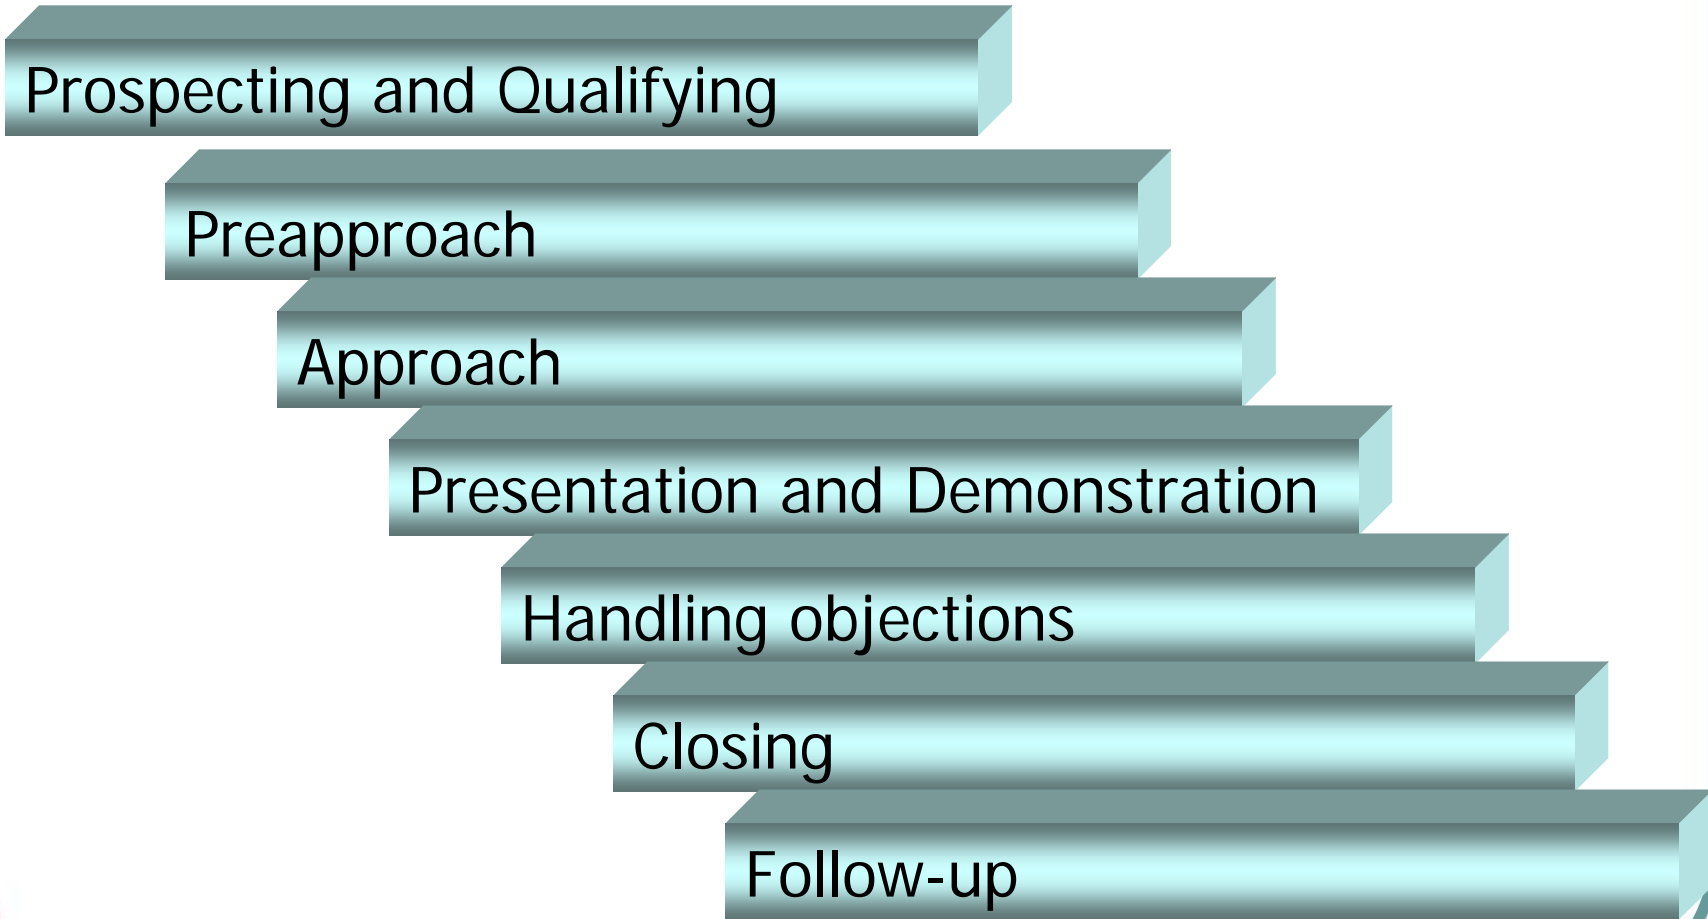 Prospecting and Qualifying
Preapproach
Approach
Presentation and Demonstration
Handling objections
Closing
Follow-up